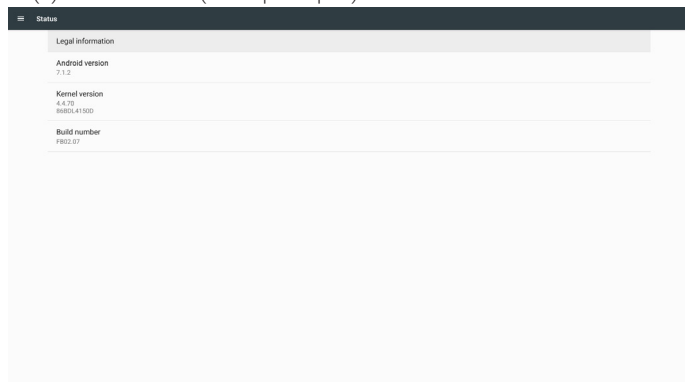 Status
Legal information
Android version
7.1.2
Kernel version
4.4.70
86BDL4150D
Build number
FB02.07